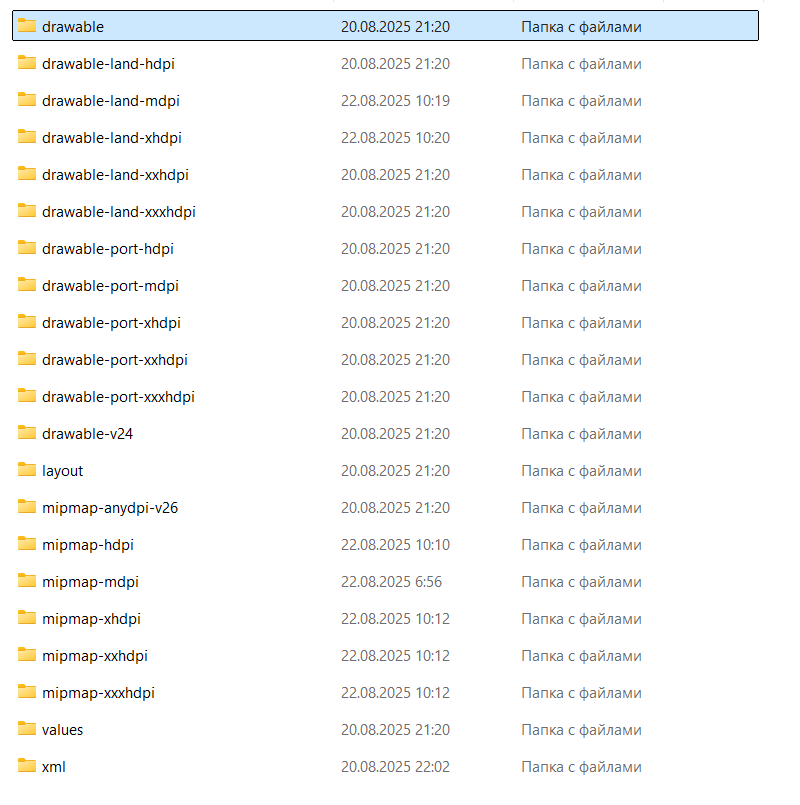 drawable 20.08.2025 21:20 Папка с файлами
drawable-land-hdpi 20.08.2025 21:20 Папка с файлами
drawable-land-mdpi 22.08.2025 10:19 Папка с файлами
drawable-land-xhdpi 22.08.2025 10:20 Папка с файлами
drawable-land-xxhdpi 20.08.2025 21:20 Папка с файлами
drawable-land-xxxhdpi 20.08.2025 21:20 Папка с файлами
drawable-port-hdpi 20.08.2025 21:20 Папка с файлами
drawable-port-mdpi 20.08.2025 21:20 Папка с файлами
drawable-port-xhdpi 20.08.2025 21:20 Папка с файлами
drawable-port-xxhdpi 20.08.2025 21:20 Папка с файлами
drawable-port-xxxhdpi 20.08.2025 21:20 Папка с файлами
drawable-v24 20.08.2025 21:20 Папка с файлами
layout 20.08.2025 21:20 Папка с файлами
mipmap-anydpi-v26 20.08.2025 21:20 Папка с файлами
mipmap-hdpi 22.08.2025 10:10 Папка с файлами
mipmap-mdpi 22.08.2025 6:56 Папка с файлами
mipmap-xhdpi 22.08.2025 10:12 Папка с файлами
mipmap-xxhdpi 22.08.2025 10:12 Папка с файлами
mipmap-xxxhdpi 22.08.2025 10:12 Папка с файлами
values 20.08.2025 21:20 Папка с файлами
xml 20.08.2025 22:02 Папка с файлами